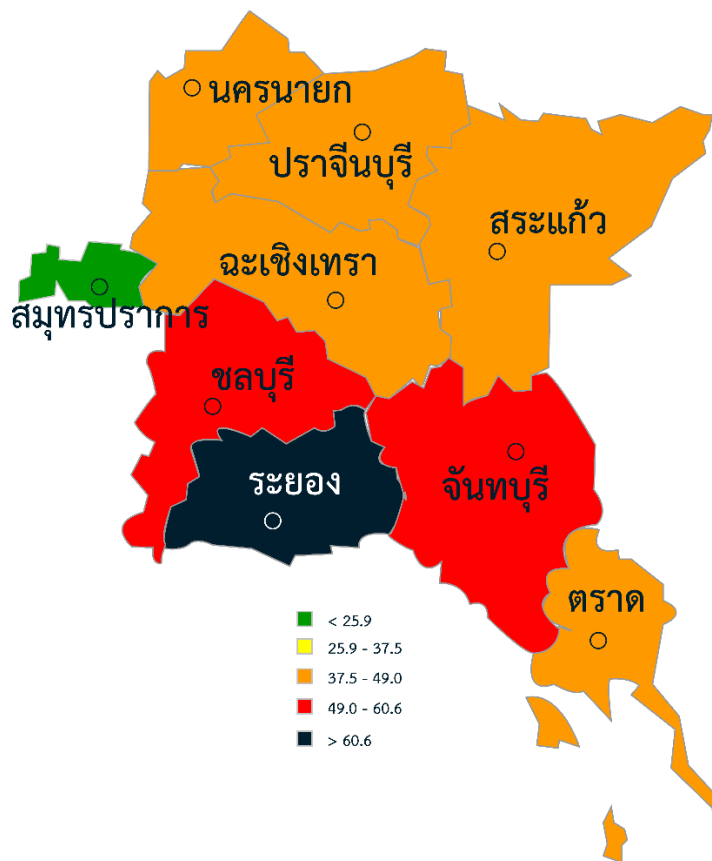 นครนายก
ปราจีนบุรี
สระแก้ว
ฉะเชิงเทรา
สมุทรปราการ
ชลบุรี
ระยอง
จันทบุรี
ตราด
< 25.9
25.9 - 37.5
37.5 - 49.0
49.0 - 60.6
> 60.6